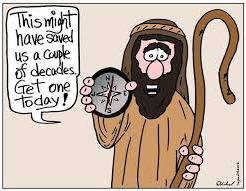 This might
have saved
us a couple
of decades.
Get one
today!
N
S